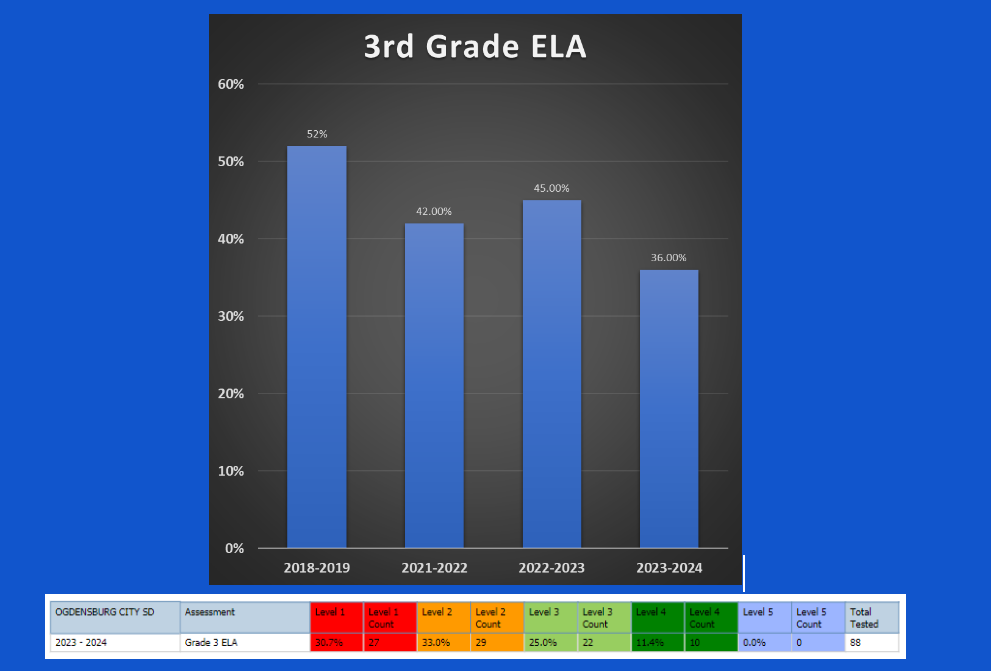 3rd Grade ELA
60%
52%
50%
45.00%
42.00%
40%
36.00%
30%
20%
10%
0%
2018-2019 2021-2022 2022-2023 2023-2024
OGDENSBURG CITY SD Assessment Level 1 Level 1 Count Level 2 Level 2 Count Level 3 Level 3 Count Level 4 Level 4 Count Level 5 Level 5 Count Total Tested
2023 - 2024 Grade 3 ELA 30.7% 27 33.0% 29 25.0% 22 11.4% 10 0.0% 0 88